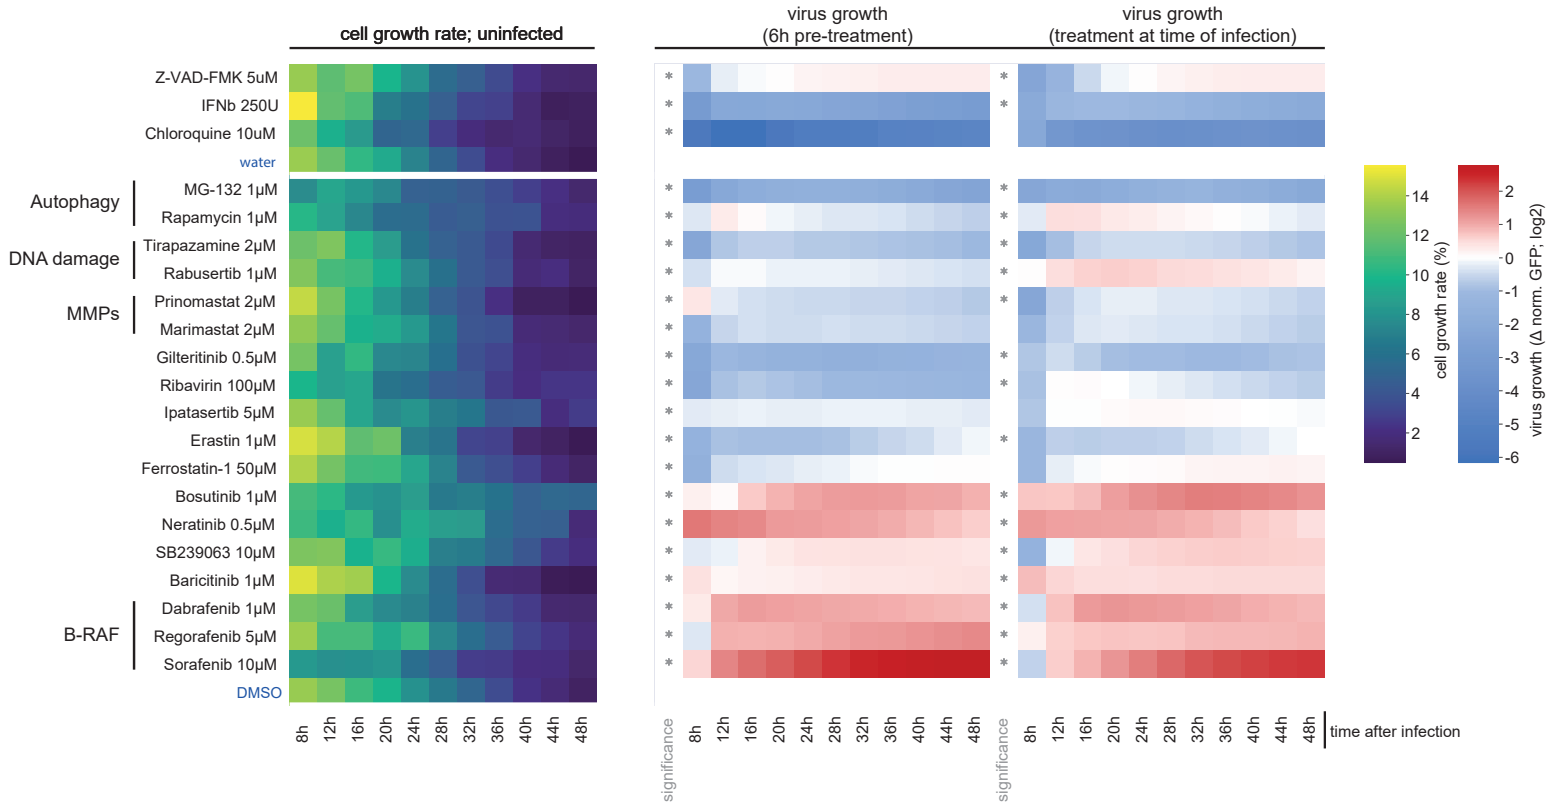 cell growth rate; uninfected
virus growth
(6h pre-treatment)
virus growth
(treatment at time of infection)
Z-VAD-FMK 5uM * *
IFNb 250U * *
Chloroquine 10uM *
water
Autophagy
MG-132 1µM * *
Rapamycin 1µM * *
DNA damage
Tirapazamine 2µM * *
Rabusertib 1µM * *
MMPs
Prinomastat 2µM * *
Marimastat 2µM *
Gilteritinib 0.5µM * *
Ribavirin 100µM * *
Ipatasertib 5µM *
Erastin 1µM * *
Ferrostatin-1 50µM *
Bosutinib 1µM * *
Neratinib 0.5µM * *
SB239063 10µM * *
Baricitinib 1µM * *
B-RAF
Dabrafenib 1µM * *
Regorafenib 5µM * *
Sorafenib 10µM * *
DMSO
8h 12h 16h 20h 24h 28h 32h 36h 40h 44h 48h
significance
8h 12h 16h 20h 24h 28h 32h 36h 40h 44h 48h
significance
8h 12h 16h 20h 24h 28h 32h 36h 40h 44h 48h
time after infection
14
12
10
8
6
4
2
cell growth rate (%)
2
1
0
-1
-2
-3
-4
-5
-6
virus growth (Δ norm. GFP; log2)